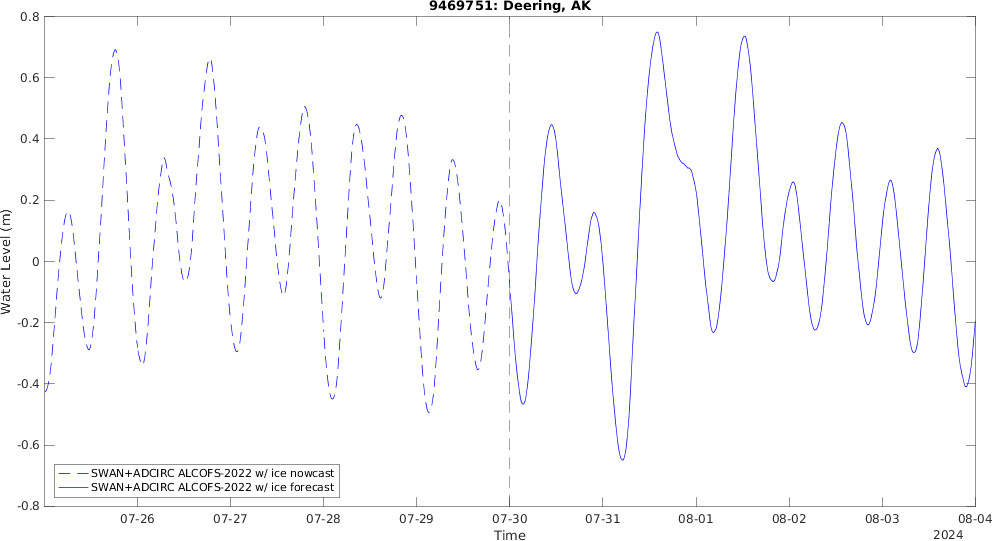 9469751: Deering, AK
0.8
0.6
0.4
0.2
0
-0.2
-0.4
-0.6
-0.8
Water Level (m)
SWAN+ADCIRC ALCOFS-2022 w/ ice nowcast
SWAN+ADCIRC ALCOFS-2022 w/ ice forecast
07-26 07-27 07-28 07-29 07-30 07-31 08-01 08-02 08-03 08-04
Time
2024